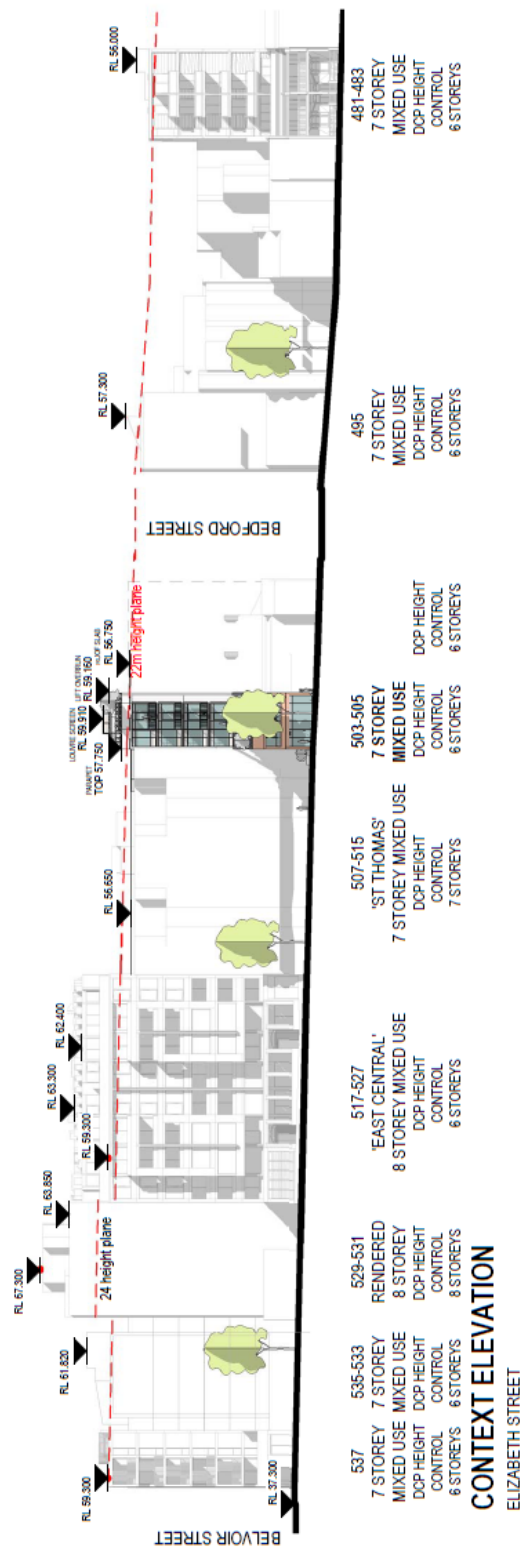 BELVOIR STREET
RL 37.300
RL 59.300
RL 61.820
RL 67.300
RL 63.850
24 height plane
RL 59.300
RL 63.300
RL 62.400
RL 56.650
PARAPET
TOP 57.750
LOUVRE SCREEN
RL 59.910
LIFT OVERRUN
RL 59.160
ROOF SLAB
RL 56.750
22m height plane
BEDFORD STREET
RL 57.300
RL 56.000
537
7 STOREY
MIXED USE
DCP HEIGHT
CONTROL
6 STOREYS
535-533
7 STOREY
MIXED USE
DCP HEIGHT
CONTROL
6 STOREYS
529-531
RENDERED
8 STOREY
DCP HEIGHT
CONTROL
8 STOREYS
517-527
'EAST CENTRAL'
8 STOREY MIXED USE
DCP HEIGHT
CONTROL
6 STOREYS
507-515
'ST THOMAS'
7 STOREY MIXED USE
DCP HEIGHT
CONTROL
7 STOREYS
503-505
7 STOREY
MIXED USE
DCP HEIGHT
CONTROL
6 STOREYS
DCP HEIGHT
CONTROL
6 STOREYS
495
7 STOREY
MIXED USE
DCP HEIGHT
CONTROL
6 STOREYS
481-483
7 STOREY
MIXED USE
DCP HEIGHT
CONTROL
6 STOREYS
CONTEXT ELEVATION
ELIZABETH STREET